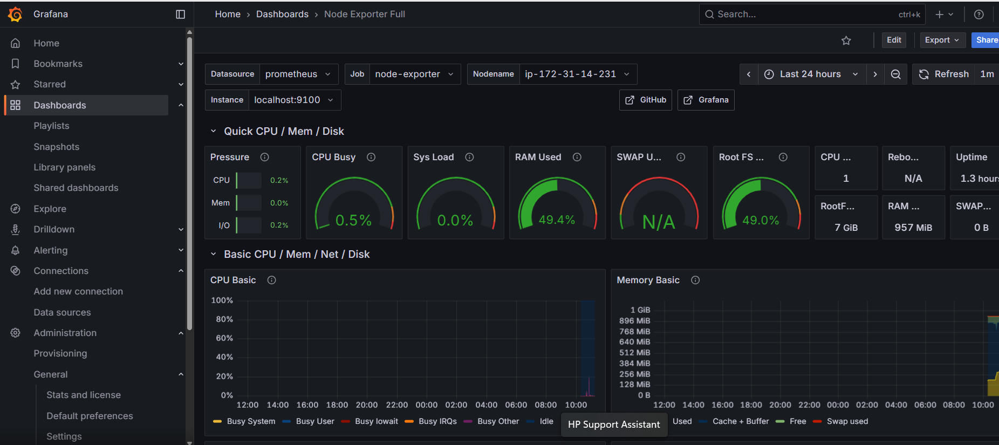 Grafana
Home
Bookmarks
Starred
Dashboards
Playlists
Snapshots
Library panels
Shared dashboards
Explore
Drilldown
Alerting
Connections
Add new connection
Data sources
Administration
Provisioning
General
Stats and license
Default preferences
Settings
Home › Dashboards › Node Exporter Full
Search... ctrl+k
Edit Export Share
Datasource prometheus Job node-exporter Nodename ip-172-31-14-231
Last 24 hours Refresh 1m
Instance localhost:9100
GitHub Grafana
Quick CPU / Mem / Disk
Pressure
CPU 0.2%
Mem 0.0%
I/O 0.2%
CPU Busy
0.5%
Sys Load
0.0%
RAM Used
49.4%
SWAP U...
N/A
Root FS ...
49.0%
CPU ...
1
Rebo...
N/A
Uptime
1.3 hours
RootF...
7 GiB
RAM ...
957 MiB
SWAP...
0 B
Basic CPU / Mem / Net / Disk
CPU Basic
100%
80%
60%
40%
20%
0%
12:00 14:00 16:00 18:00 20:00 22:00 00:00 02:00 04:00 06:00 08:00 10:00
Busy System Busy User Busy Iowait Busy IRQs Busy Other Idle
HP Support Assistant
Memory Basic
1 GiB
896 MiB
768 MiB
640 MiB
512 MiB
384 MiB
256 MiB
128 MiB
0 B
12:00 14:00 16:00 18:00 20:00 22:00 00:00 02:00 04:00 06:00 08:00 10:00
Used Cache + Buffer Free Swap used